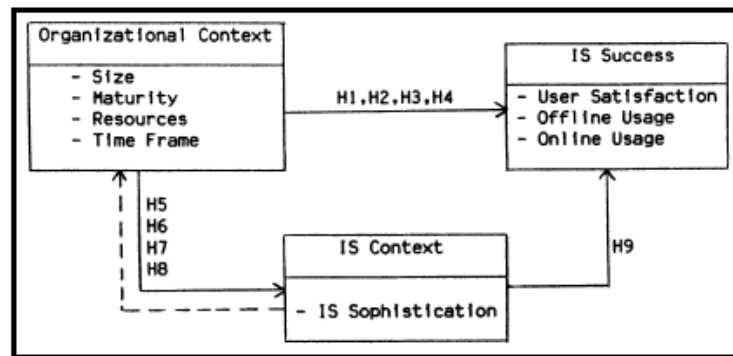 Organizational Context
- Size
- Maturity
- Resources
- Time Frame
H1,H2,H3,H4
IS Success
- User Satisfaction
- Offline Usage
- Online Usage
H5
H6
H7
H8
IS Context
- IS Sophistication
H9